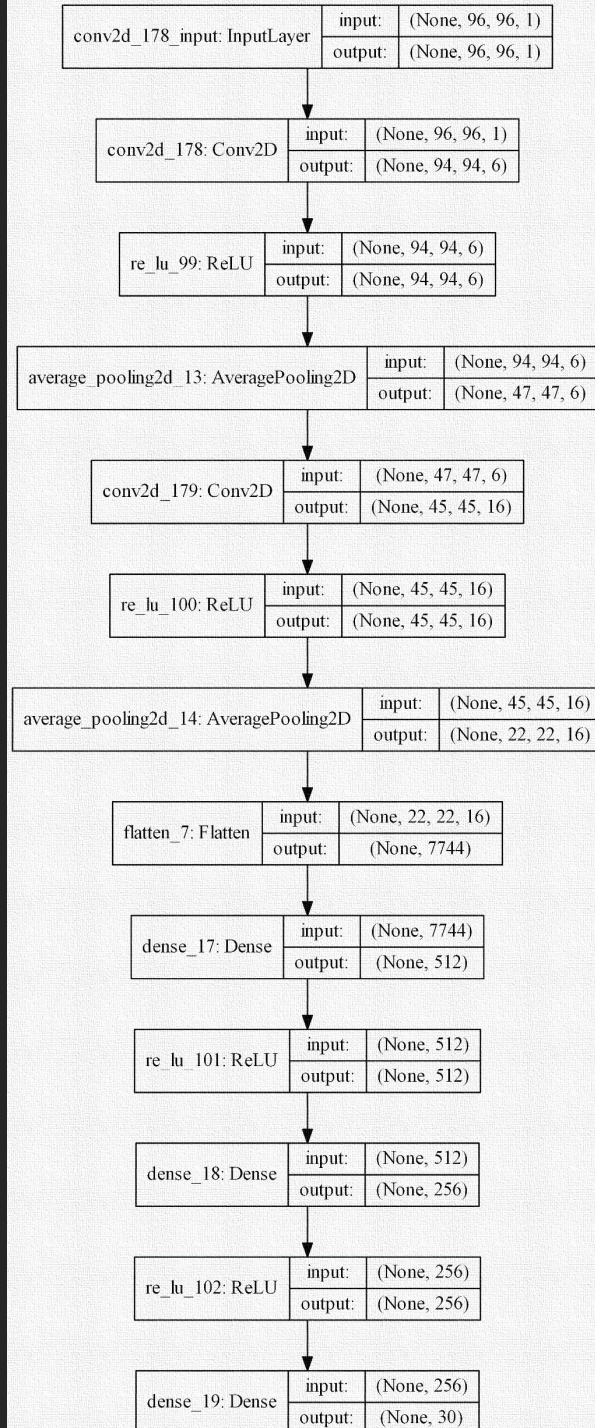 conv2d_178_input: InputLayer
input: (None, 96, 96, 1)
output: (None, 96, 96, 1)
conv2d_178: Conv2D
input: (None, 96, 96, 1)
output: (None, 94, 94, 6)
re_lu_99: ReLU
input: (None, 94, 94, 6)
output: (None, 94, 94, 6)
average_pooling2d_13: AveragePooling2D
input: (None, 94, 94, 6)
output: (None, 47, 47, 6)
conv2d_179: Conv2D
input: (None, 47, 47, 6)
output: (None, 45, 45, 16)
re_lu_100: ReLU
input: (None, 45, 45, 16)
output: (None, 45, 45, 16)
average_pooling2d_14: AveragePooling2D
input: (None, 45, 45, 16)
output: (None, 22, 22, 16)
flatten_7: Flatten
input: (None, 22, 22, 16)
output: (None, 7744)
dense_17: Dense
input: (None, 7744)
output: (None, 512)
re_lu_101: ReLU
input: (None, 512)
output: (None, 512)
dense_18: Dense
input: (None, 512)
output: (None, 256)
re_lu_102: ReLU
input: (None, 256)
output: (None, 256)
dense_19: Dense
input: (None, 256)
output: (None, 30)